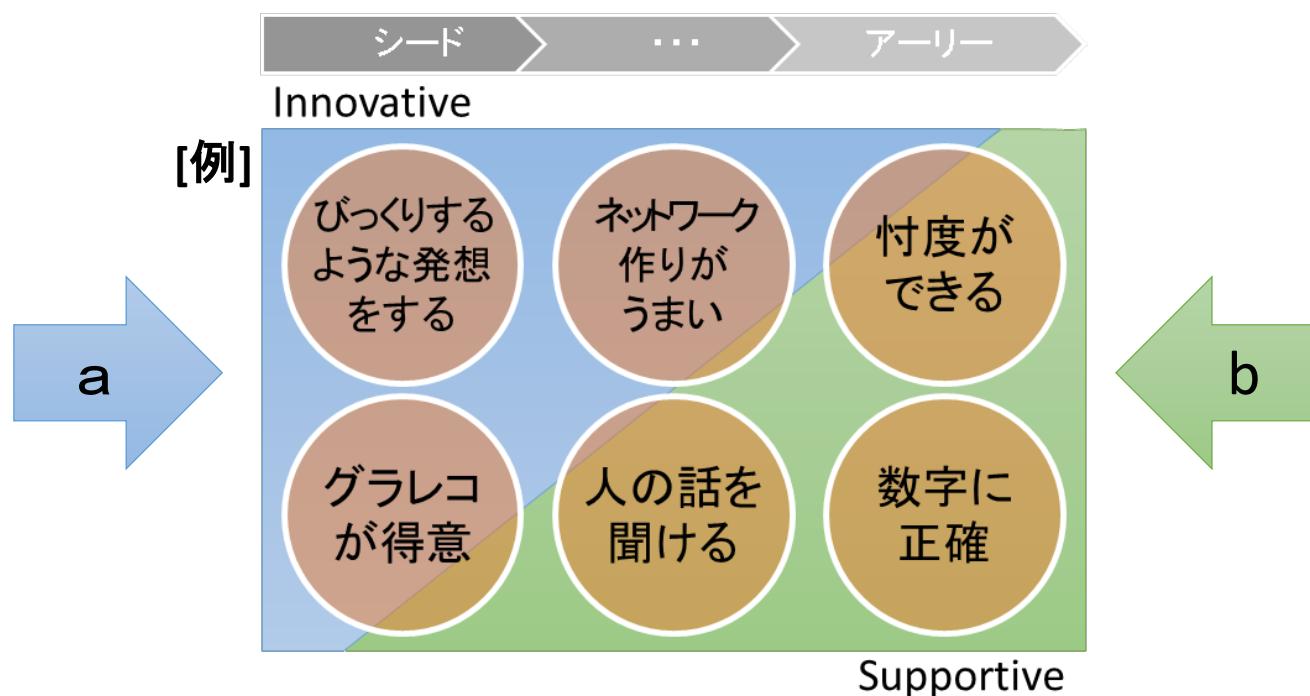 シード
・・・
アーリー
Innovative
[例]
びっくりする
ような発想
をする
ネットワーク
作りが
うまい
忖度が
できる
a
b
グラレコ
が得意
人の話を
聞ける
数字に
正確
Supportive